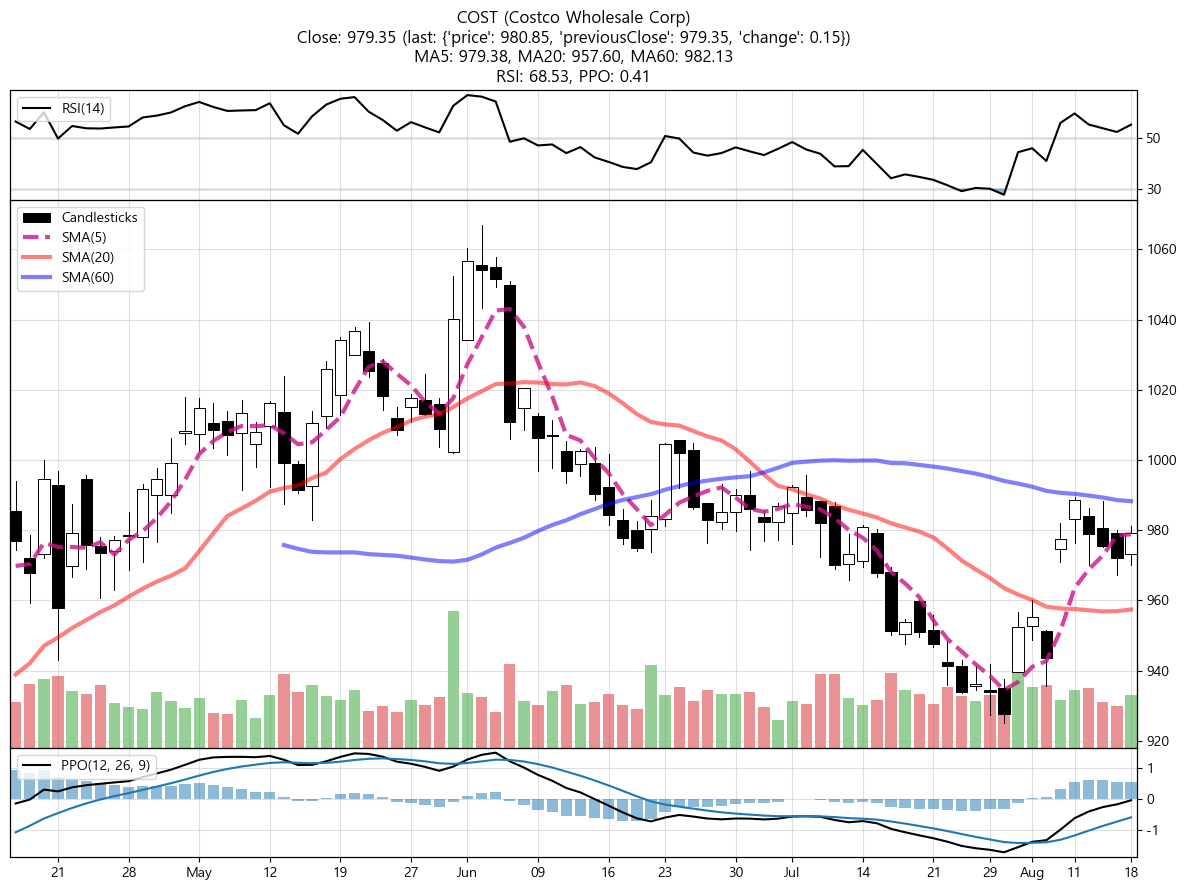 COST (Costco Wholesale Corp)
Close: 979.35 (last: {'price': 980.85, 'previousClose': 979.35, 'change': 0.15})
MA5: 979.38, MA20: 957.60, MA60: 982.13
RSI: 68.53, PPO: 0.41
RSI(14)
50
30
Candlesticks
SMA(5)
SMA(20)
SMA(60)
1060
1040
1020
1000
980
960
940
920
PPO(12, 26, 9)
1
0
-1
21 28 May 12 19 27 Jun 09 16 23 30 Jul 14 21 29 Aug 11 18